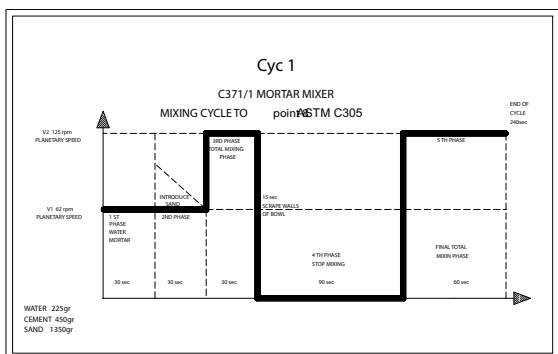 Cyc 1
C371/1 MORTAR MIXER
MIXING CYCLE TO ASTM C305
END OF
CYCLE
240sec
V2 125 rpm
PLANETARY SPEED
3RD PHASE
TOTAL MIXING
PHASE
5 TH PHASE
INTRODUCE
SAND
15 sec
SCRAPE WALLS
OF BOWL
V1 62 rpm
PLANETARY SPEED
1 ST
PHASE
WATER
MORTAR
2ND PHASE
4 TH PHASE
STOP MIXING
FINAL TOTAL
MIXIN PHASE
30 sec
30 sec
30 sec
90 sec
60 sec
WATER 225gr
CEMENT 450gr
SAND 1350gr